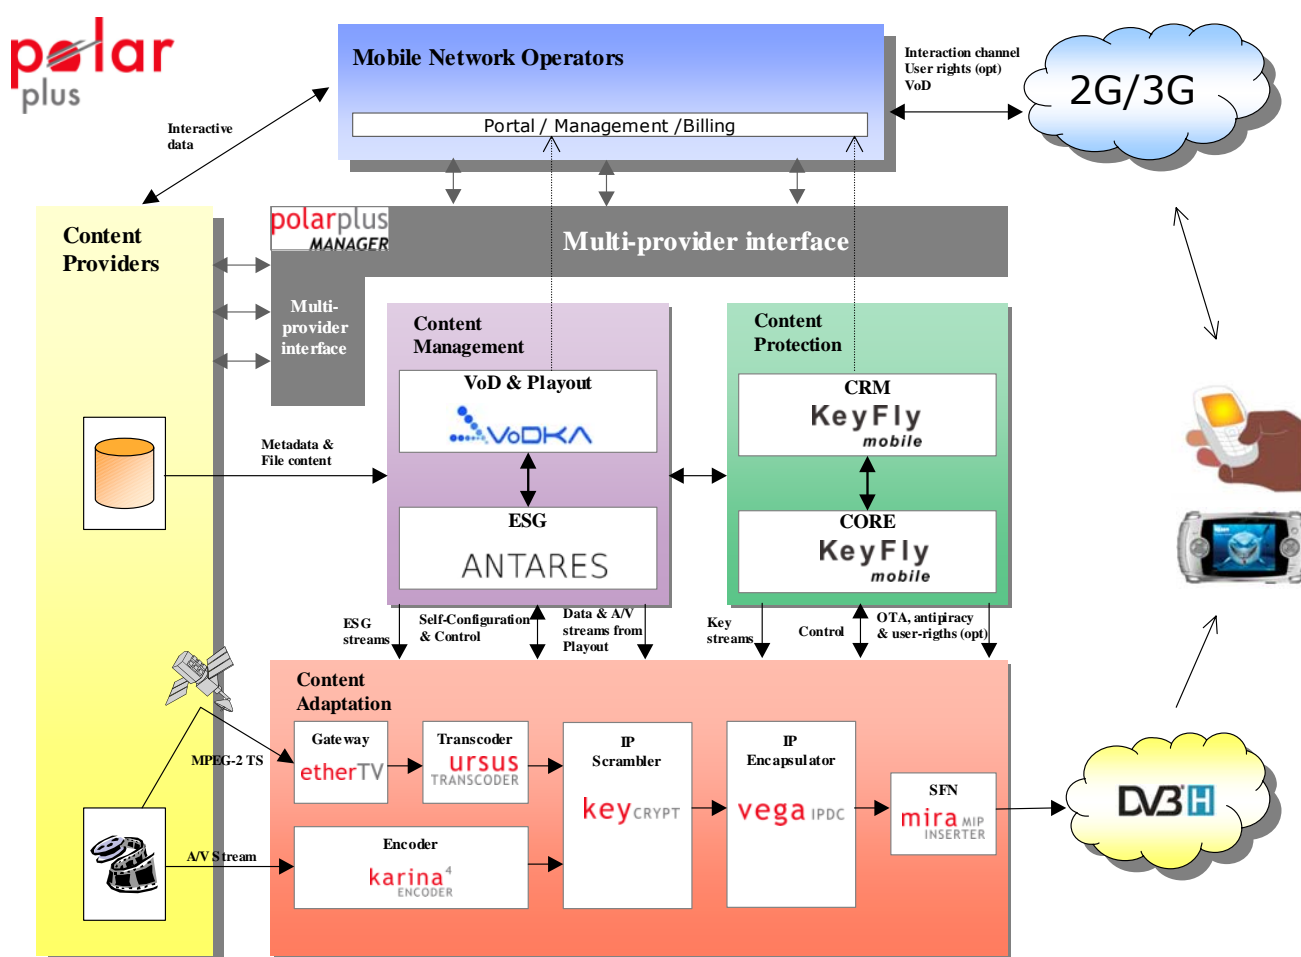 polar
plus
Mobile Network Operators
Portal / Management /Billing
Interaction channel
User rights (opt)
VoD
2G/3G
Interactive
data
Content
Providers
polarplus
MANAGER
Multi-provider interface
Multi-
provider
interface
Content
Management
VoD & Playout
VoDKA
ESG
ANTARES
Content
Protection
CRM
KeyFly
mobile
CORE
KeyFly
mobile
Metadata &
File content
ESG
streams
Self-Configuration
& Control
Data & A/V
streams from
Playout
Key
streams
Control
OTA, antipiracy
& user-rigths (opt)
Content
Adaptation
MPEG-2 TS
Gateway
etherTV
Transcoder
ursus
TRANSCODER
IP
Scrambler
key CRYPT
IP
Encapsulator
vega IPDC
SFN
mira MIP
INSERTER
A/V Stream
Encoder
karina4
ENCODER
DVB H